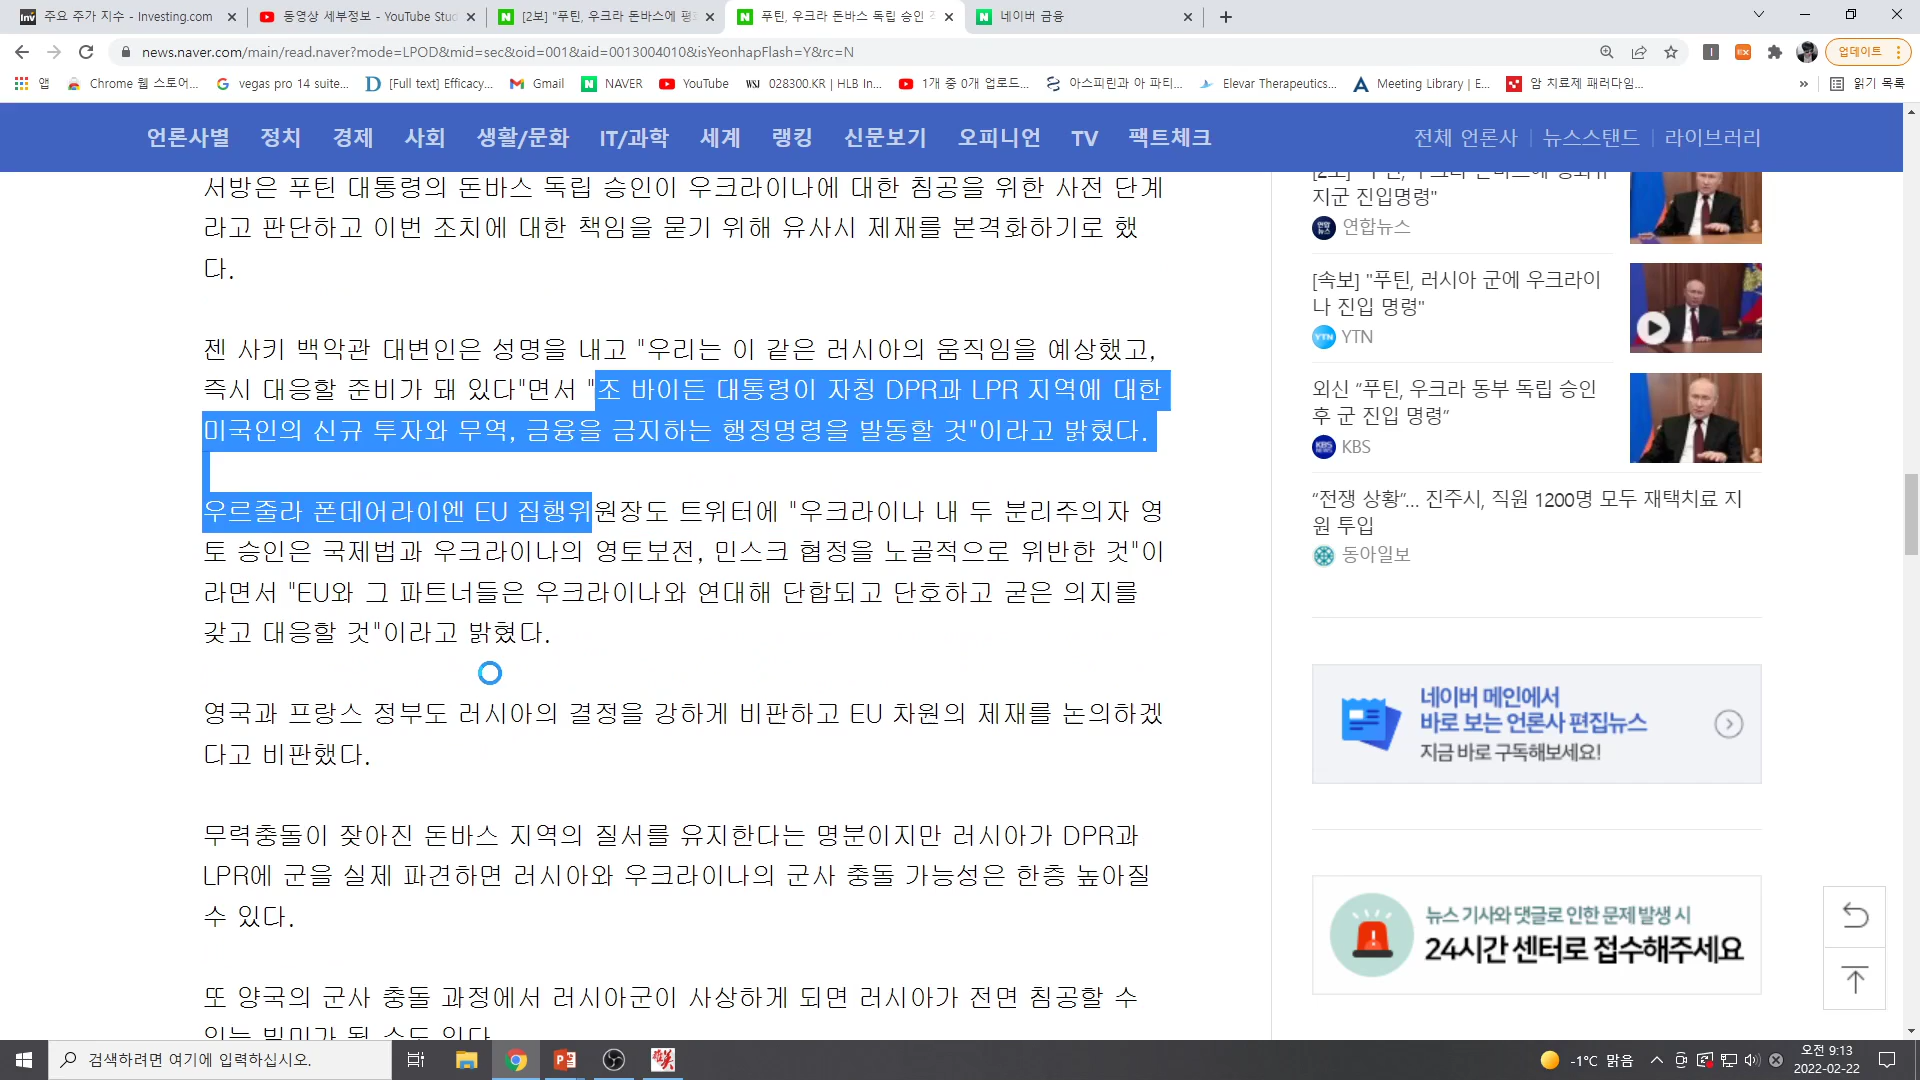 주요 주가 지수 - Investing.com
동영상 세부정보 - YouTube Stud
[2보] "푸틴, 우크라 돈바스에 평
푸틴, 우크라 돈바스 독립 승인
네이버 금융
news.naver.com/main/read.naver?mode=LPOD&mid=sec&oid=001&aid=0013004010&isYeonhapFlash=Y&rc=N
업데이트
앱
Chrome 웹 스토어...
vegas pro 14 suite...
[Full text] Efficacy...
Gmail
NAVER
YouTube
WSJ 028300.KR | HLB In...
1개 중 0개 업로드...
아스피린과 아 파티...
Elevar Therapeutics...
Meeting Library | E...
암 치료제 패러다임...
»
읽기 목록
언론사별 정치 경제 사회 생활/문화 IT/과학 세계 랭킹 신문보기 오피니언 TV 팩트체크
전체 언론사 뉴스스탠드 라이브러리
서방은 푸틴 대통령의 돈바스 독립 승인이 우크라이나에 대한 침공을 위한 사전 단계
라고 판단하고 이번 조치에 대한 책임을 묻기 위해 유사시 제재를 본격화하기로 했
다.
젠 사키 백악관 대변인은 성명을 내고 "우리는 이 같은 러시아의 움직임을 예상했고,
즉시 대응할 준비가 돼 있다"면서 "조 바이든 대통령이 자칭 DPR과 LPR 지역에 대한
미국인의 신규 투자와 무역, 금융을 금지하는 행정명령을 발동할 것"이라고 밝혔다.
우르줄라 폰데어라이엔 EU 집행위원장도 트위터에 "우크라이나 내 두 분리주의자 영
토 승인은 국제법과 우크라이나의 영토보전, 민스크 협정을 노골적으로 위반한 것"이
라면서 "EU와 그 파트너들은 우크라이나와 연대해 단합되고 단호하고 굳은 의지를
갖고 대응할 것"이라고 밝혔다.
영국과 프랑스 정부도 러시아의 결정을 강하게 비판하고 EU 차원의 제재를 논의하겠
다고 비판했다.
무력충돌이 잦아진 돈바스 지역의 질서를 유지한다는 명분이지만 러시아가 DPR과
LPR에 군을 실제 파견하면 러시아와 우크라이나의 군사 충돌 가능성은 한층 높아질
수 있다.
또 양국의 군사 충돌 과정에서 러시아군이 사상하게 되면 러시아가 전면 침공할 수
있는 빌미가 될 수도 있다
[2보] "푸틴, 우크라 돈바스에 평화유
지군 진입명령"
연합뉴스
[속보] "푸틴, 러시아 군에 우크라이
나 진입 명령"
YTN
외신 “푸틴, 우크라 동부 독립 승인
후 군 진입 명령”
KBS
“전쟁 상황”… 진주시, 직원 1200명 모두 재택치료 지
원 투입
동아일보
네이버 메인에서
바로 보는 언론사 편집뉴스
지금 바로 구독해보세요!
뉴스 기사와 댓글로 인한 문제 발생 시
24시간 센터로 접수해주세요
검색하려면 여기에 입력하십시오.
-1°C 맑음
오전 9:13
2022-02-22